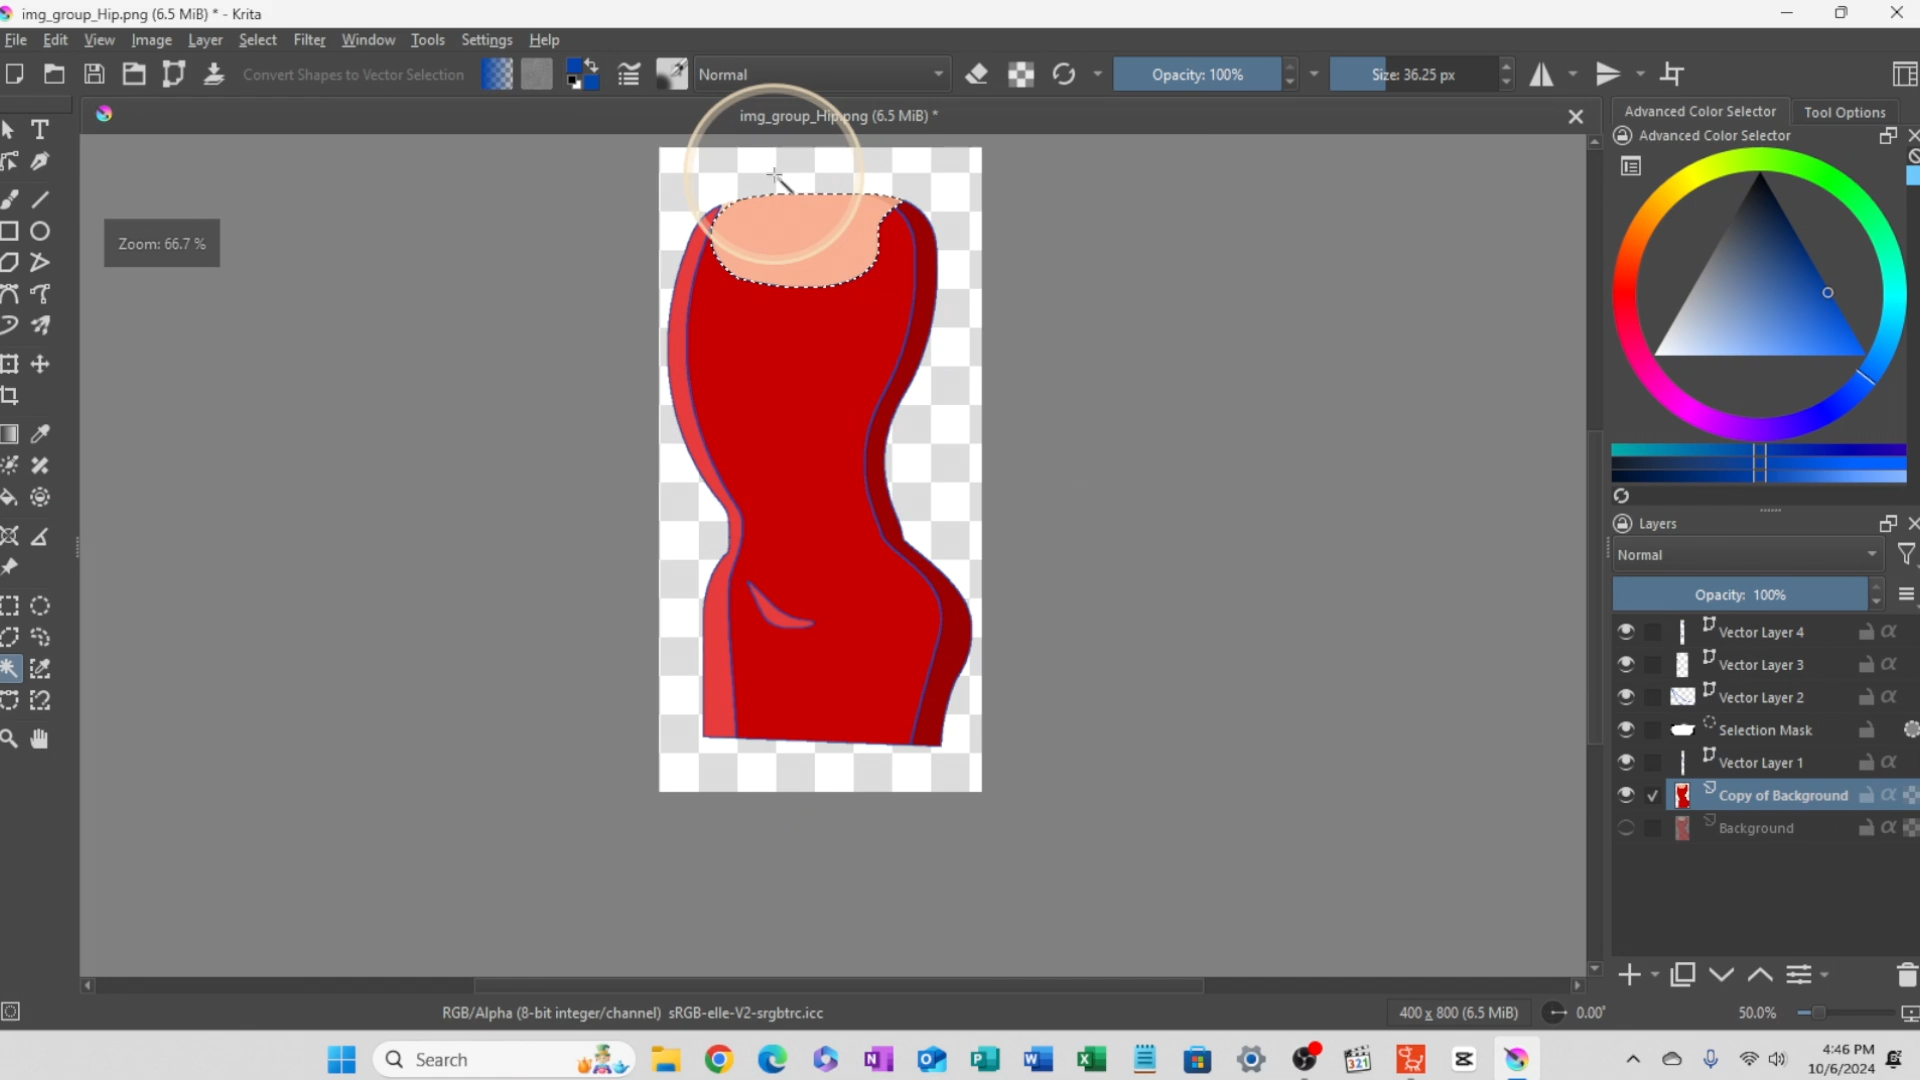 img_group_Hip.png (6.5 MiB) * - Krita
File Edit View Image Layer Select Filter Window Tools Settings Help
Convert Shapes to Vector Selection Normal Opacity: 100% Size: 36.25 px
img_group_Hip.png (6.5 MiB) *
Advanced Color Selector Tool Options
Advanced Color Selector
Zoom: 66.7 %
Layers
Normal
Opacity: 100%
Vector Layer 4
Vector Layer 3
Vector Layer 2
Selection Mask
Vector Layer 1
Copy of Background
Background
RGB/Alpha (8-bit integer/channel) sRGB-elle-V2-srgbtrc.icc 400 x 800 (6.5 MiB) 0.00° 50.0%
Search
321
4:46 PM
10/6/2024